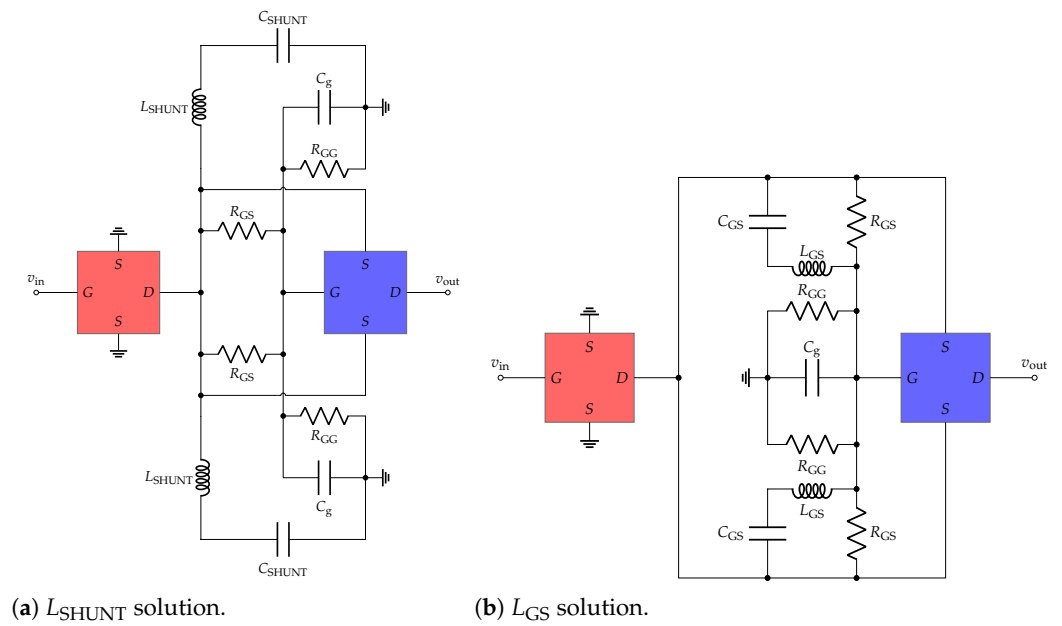 C_SHUNT
C_g
L_SHUNT
R_GG
R_GS
S
v_in G D G D v_out
S
S
S
R_GS
R_GG
L_SHUNT
C_g
C_SHUNT
C_GS R_GS
L_GS
R_GG
S S
C_g
v_in G D G D v_out
S S
R_GG
L_GS
C_GS R_GS
(a) L_SHUNT solution. (b) L_GS solution.